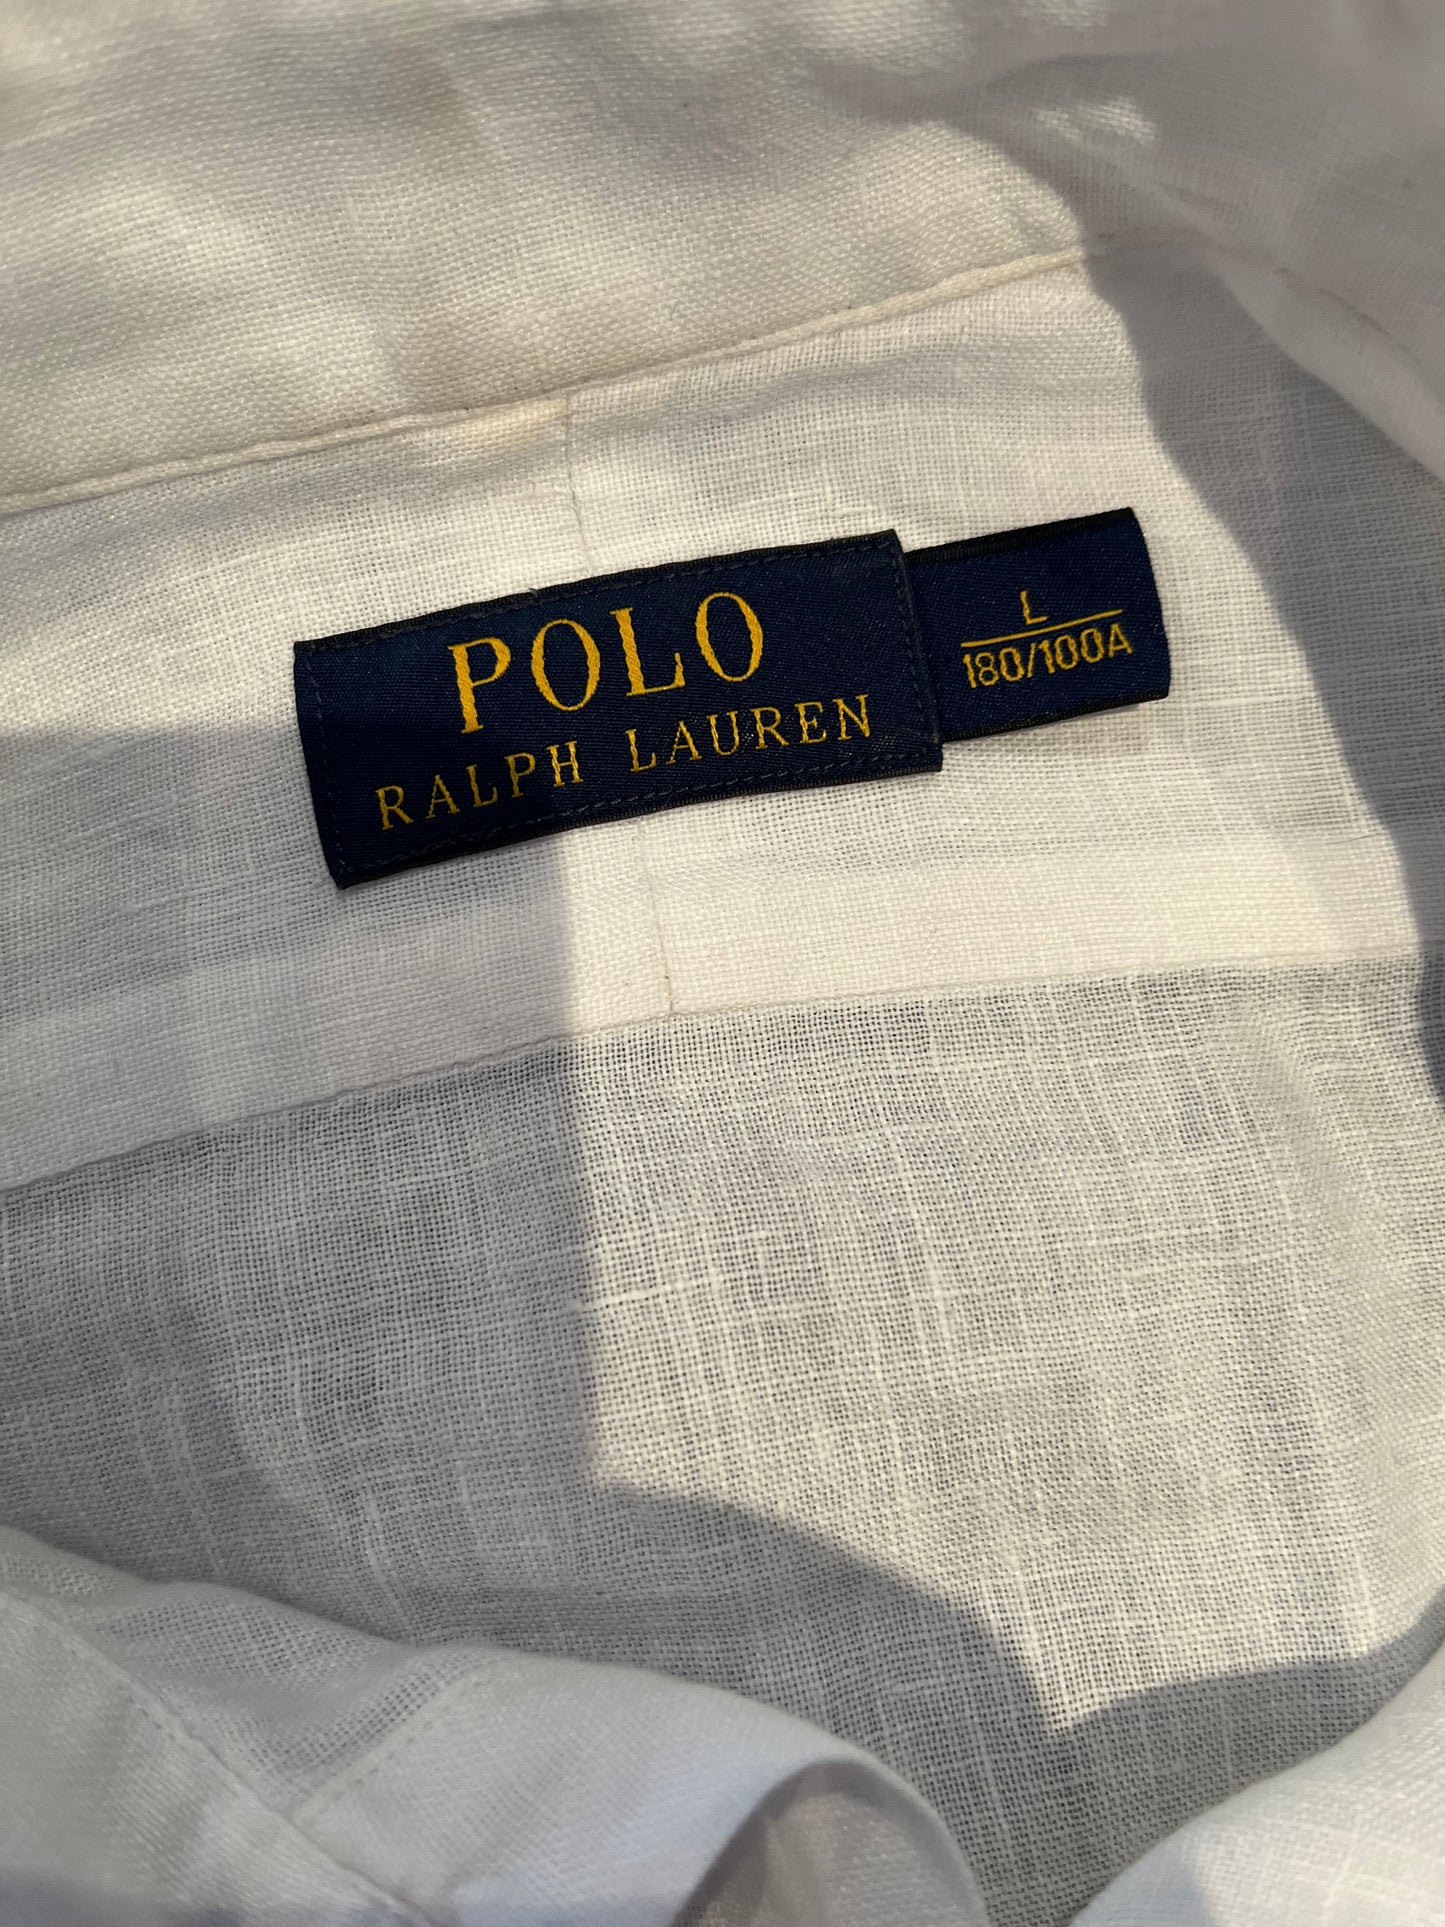 POLO
RALPH LAUREN
L
180/100A